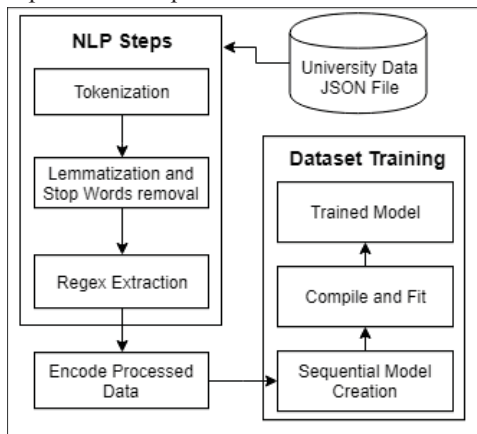 NLP Steps
Tokenization
Lemmatization and
Stop Words removal
Regex Extraction
Encode Processed
Data
University Data
JSON File
Dataset Training
Trained Model
Compile and Fit
Sequential Model
Creation